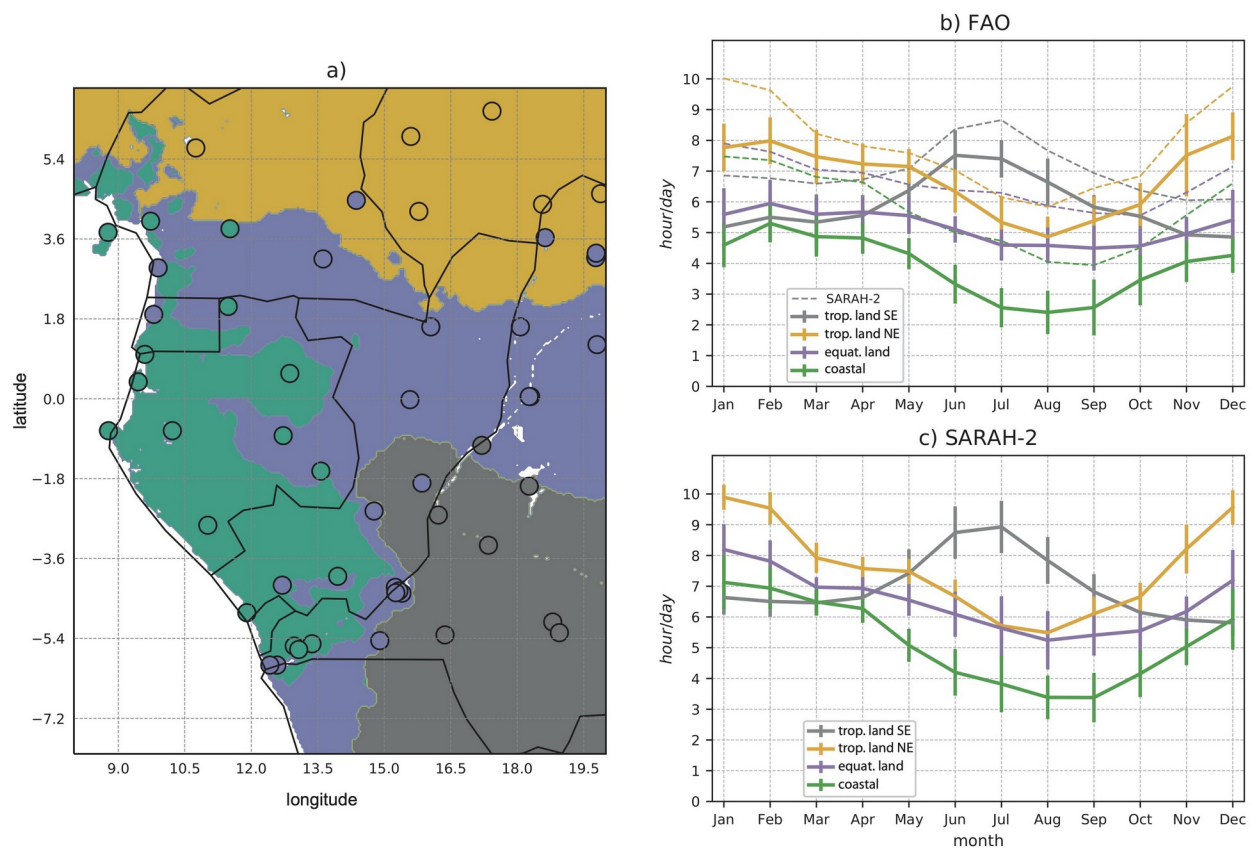 a)
latitude
5.4
3.6
1.8
0.0
−1.8
−3.6
−5.4
−7.2
9.0 10.5 12.0 13.5 15.0 16.5 18.0 19.5
longitude
b) FAO
hour/day
10
9
8
7
6
5
4
3
2
1
0
SARAH-2
trop. land SE
trop. land NE
equat. land
coastal
Jan Feb Mar Apr May Jun Jul Aug Sep Oct Nov Dec
c) SARAH-2
hour/day
10
9
8
7
6
5
4
3
2
1
0
trop. land SE
trop. land NE
equat. land
coastal
Jan Feb Mar Apr May Jun Jul Aug Sep Oct Nov Dec
month